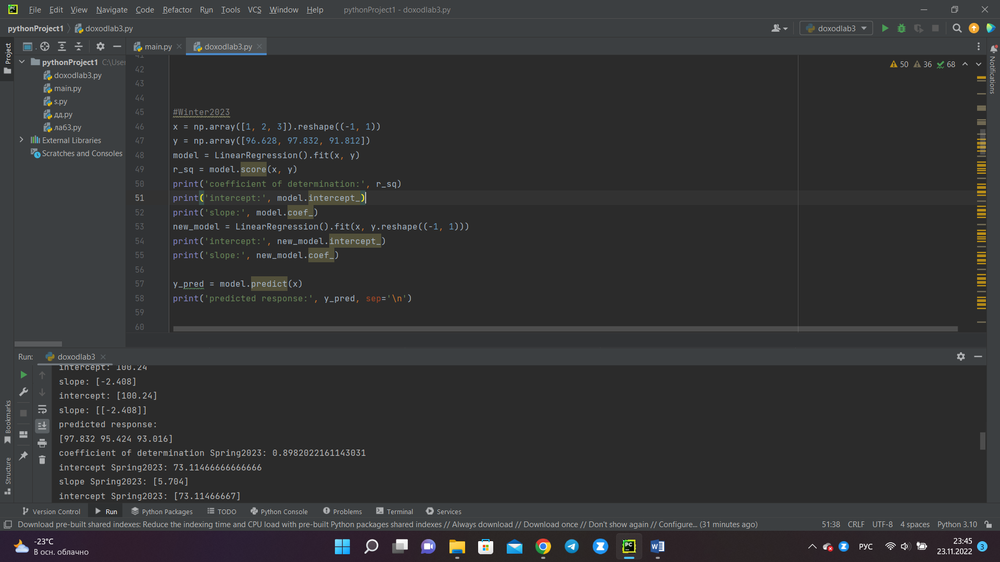 File Edit View Navigate Code Refactor Run Tools VCS Window Help pythonProject1 - doxodlab3.py
pythonProject1 doxodlab3.py doxodlab3
Project
main.py doxodlab3.py
pythonProject1 C:\User
doxodlab3.py
main.py
s.py
дд.py
лаб3.py
External Libraries
Scratches and Consoles
50 36 68
Notifications
41
42
43
44
45 #Winter2023
46 x = np.array([1, 2, 3]).reshape((-1, 1))
47 y = np.array([96.628, 97.832, 91.812])
48 model = LinearRegression().fit(x, y)
49 r_sq = model.score(x, y)
50 print('coefficient of determination:', r_sq)
51 print('intercept:', model.intercept_)
52 print('slope:', model.coef_)
53 new_model = LinearRegression().fit(x, y.reshape((-1, 1)))
54 print('intercept:', new_model.intercept_)
55 print('slope:', new_model.coef_)
56
57 y_pred = model.predict(x)
58 print('predicted response:', y_pred, sep='\n')
59
60
Run: doxodlab3
intercept: 100.24
slope: [-2.408]
intercept: [100.24]
slope: [[-2.408]]
predicted response:
[97.832 95.424 93.016]
coefficient of determination Spring2023: 0.8982022161143031
intercept Spring2023: 73.11466666666666
slope Spring2023: [5.704]
intercept Spring2023: [73.11466667]
Bookmarks
Structure
Version Control Run Python Packages TODO Python Console Problems Terminal Services
Download pre-built shared indexes: Reduce the indexing time and CPU load with pre-built Python packages shared indexes // Always download // Download once // Don't show again // Configure... (31 minutes ago) 51:38 CRLF UTF-8 4 spaces Python 3.10
-23°C
В осн. облачно
РУС
23:45
23.11.2022
3